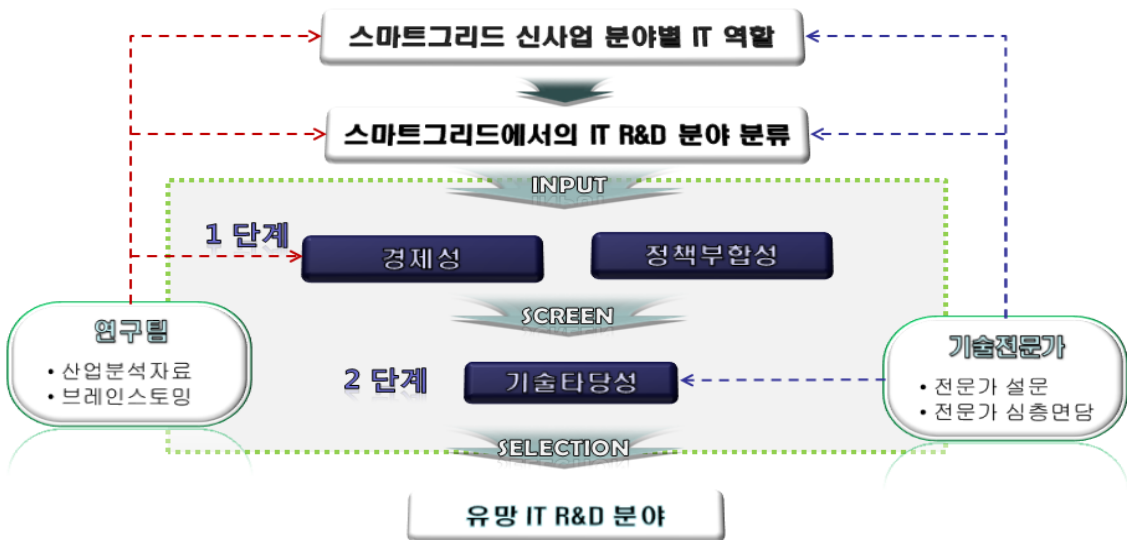 스마트그리드 신사업 분야별 IT 역할
스마트그리드에서의 IT R&D 분야 분류
INPUT
1 단계
경제성
정책부합성
SCREEN
연구팀
• 산업분석자료
• 브레인스토밍
2 단계
기술타당성
기술전문가
• 전문가 설문
• 전문가 심층면담
SELECTION
유망 IT R&D 분야